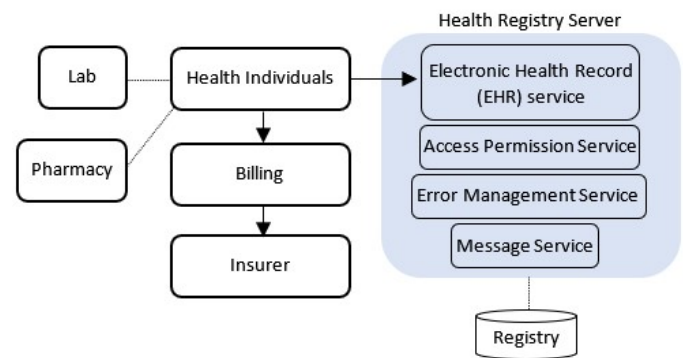 Health Registry Server
Lab
Health Individuals
Electronic Health Record
(EHR) service
Pharmacy
Billing
Access Permission Service
Error Management Service
Insurer
Message Service
Registry